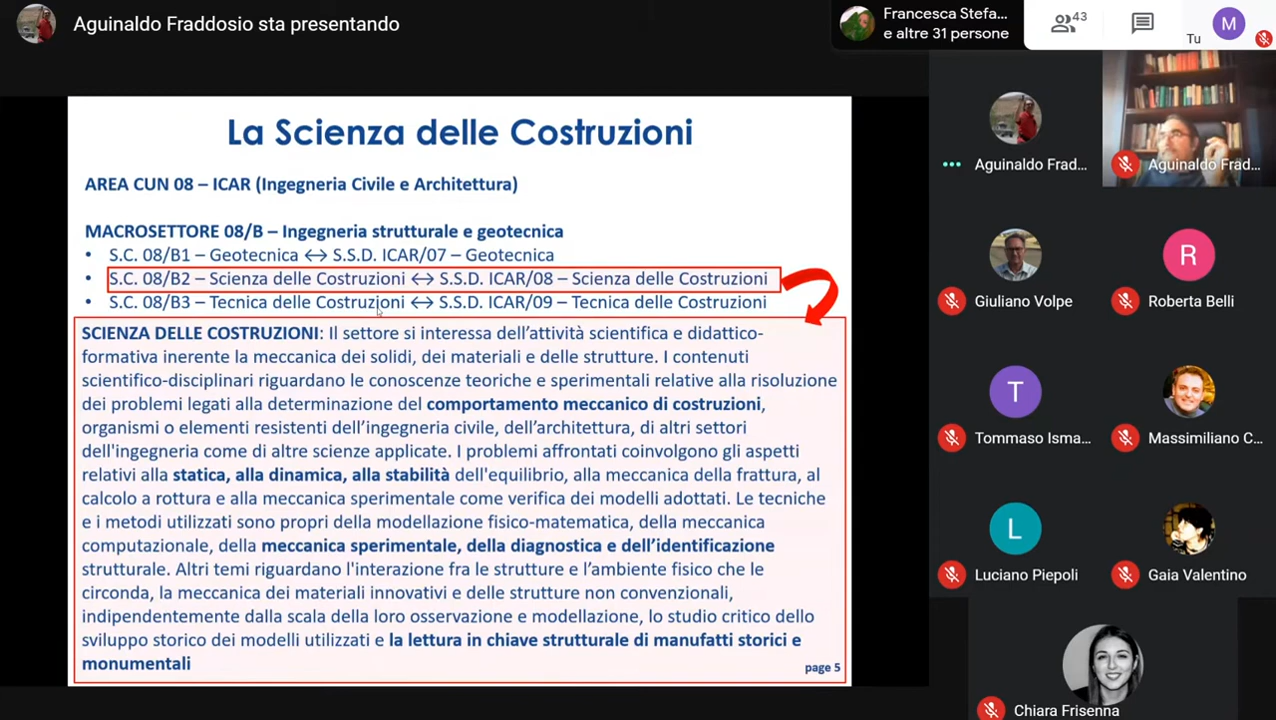 Aguinaldo Fraddosio sta presentando
Francesca Stefa...
e altre 31 persone
43
Tu
M
La Scienza delle Costruzioni
AREA CUN 08 – ICAR (Ingegneria Civile e Architettura)
MACROSETTORE 08/B – Ingegneria strutturale e geotecnica
• S.C. 08/B1 – Geotecnica ↔ S.S.D. ICAR/07 – Geotecnica
• S.C. 08/B2 – Scienza delle Costruzioni ↔ S.S.D. ICAR/08 – Scienza delle Costruzioni
• S.C. 08/B3 – Tecnica delle Costruzioni ↔ S.S.D. ICAR/09 – Tecnica delle Costruzioni
SCIENZA DELLE COSTRUZIONI: Il settore si interessa dell'attività scientifica e didattico-
formativa inerente la meccanica dei solidi, dei materiali e delle strutture. I contenuti
scientifico-disciplinari riguardano le conoscenze teoriche e sperimentali relative alla risoluzione
dei problemi legati alla determinazione del comportamento meccanico di costruzioni,
organismi o elementi resistenti dell'ingegneria civile, dell'architettura, di altri settori
dell'ingegneria come di altre scienze applicate. I problemi affrontati coinvolgono gli aspetti
relativi alla statica, alla dinamica, alla stabilità dell'equilibrio, alla meccanica della frattura, al
calcolo a rottura e alla meccanica sperimentale come verifica dei modelli adottati. Le tecniche
e i metodi utilizzati sono propri della modellazione fisico-matematica, della meccanica
computazionale, della meccanica sperimentale, della diagnostica e dell'identificazione
strutturale. Altri temi riguardano l'interazione fra le strutture e l'ambiente fisico che le
circonda, la meccanica dei materiali innovativi e delle strutture non convenzionali,
indipendentemente dalla scala della loro osservazione e modellazione, lo studio critico dello
sviluppo storico dei modelli utilizzati e la lettura in chiave strutturale di manufatti storici e
monumentali
page 5
Aguinaldo Frad...
Aguinaldo Frad...
Giuliano Volpe
R
Roberta Belli
T
Tommaso Isma...
Massimiliano C...
L
Luciano Piepoli
Gaia Valentino
Chiara Frisenna